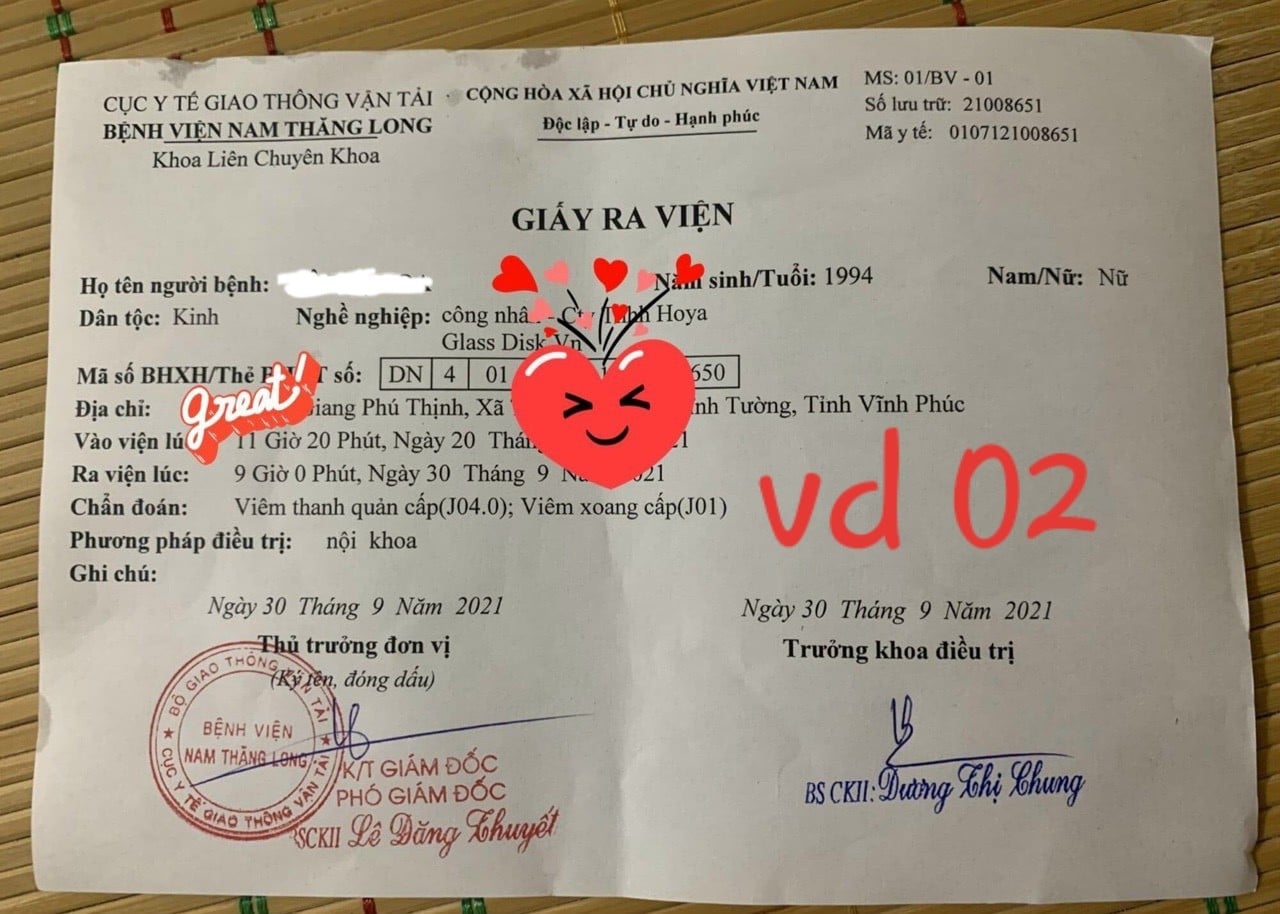 CỤC Y TẾ GIAO THÔNG VẬN TẢI
BỆNH VIỆN NAM THĂNG LONG
Khoa Liên Chuyên Khoa
CỘNG HÒA XÃ HỘI CHỦ NGHĨA VIỆT NAM
Độc lập - Tự do - Hạnh phúc
MS: 01/BV - 01
Số lưu trữ: 21008651
Mã y tế: 0107121008651
GIẤY RA VIỆN
Họ tên người bệnh: Năm sinh/Tuổi: 1994 Nam/Nữ: Nữ
Dân tộc: Kinh Nghề nghiệp: công nhân - Cty Tnhh Hoya
Glass Disk Vn
Mã số BHXH/Thẻ số: DN 4 01 650
great!
Địa chỉ: Giang Phú Thịnh, Xã Tường, Tỉnh Vĩnh Phúc
Vào viện lúc 11 Giờ 20 Phút, Ngày 20
Ra viện lúc: 9 Giờ 0 Phút, Ngày 30 Tháng 9 2021
Chẩn đoán: Viêm thanh quản cấp(J04.0); Viêm xoang cấp(J01)
vd 02
Phương pháp điều trị: nội khoa
Ghi chú:
Ngày 30 Tháng 9 Năm 2021
Thủ trưởng đơn vị
(Ký tên, đóng dấu)
BỘ GIAO THÔNG VẬN TẢI
BỆNH VIỆN
NAM THĂNG LONG
CỤC Y TẾ GIAO THÔNG VẬN TẢI
K/T GIÁM ĐỐC
PHÓ GIÁM ĐỐC
BSCKII Lê Đăng Thuyết
Ngày 30 Tháng 9 Năm 2021
Trưởng khoa điều trị
BS CKII: Dương Thị Chung